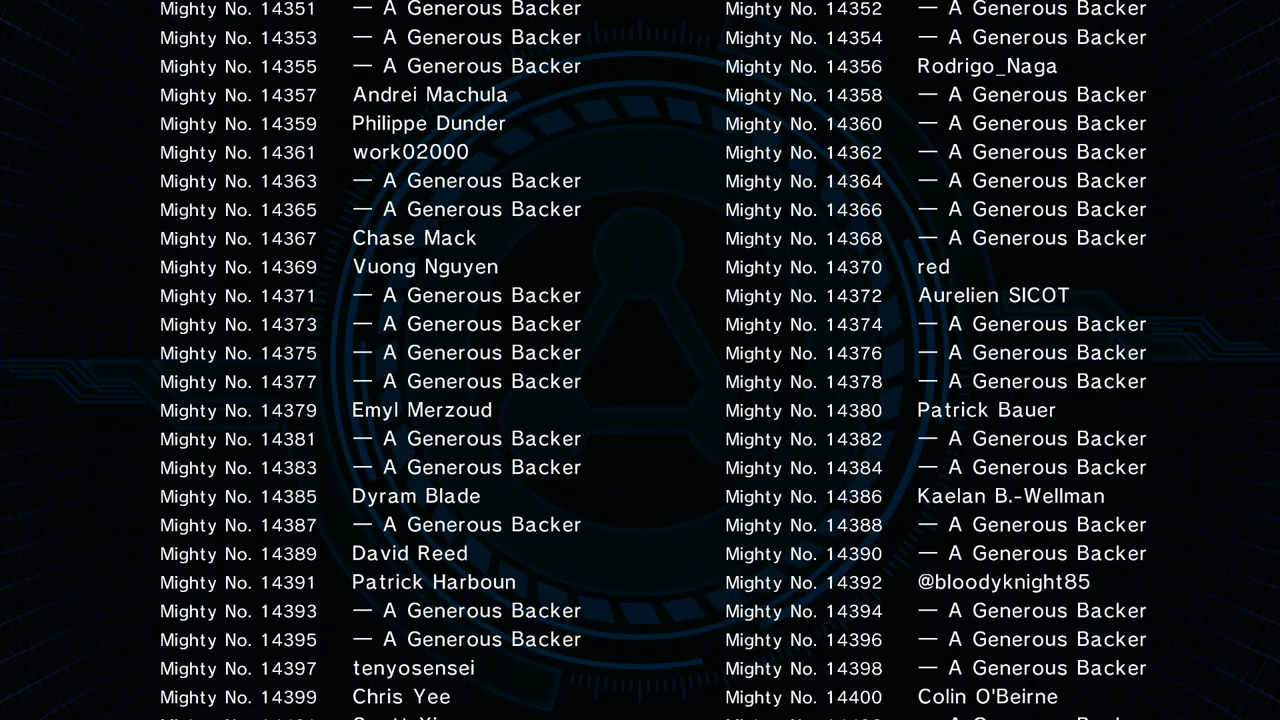 Mighty No. 14351 — A Generous Backer Mighty No. 14352 — A Generous Backer
Mighty No. 14353 — A Generous Backer Mighty No. 14354 — A Generous Backer
Mighty No. 14355 — A Generous Backer Mighty No. 14356 Rodrigo_Naga
Mighty No. 14357 Andrei Machula Mighty No. 14358 — A Generous Backer
Mighty No. 14359 Philippe Dunder Mighty No. 14360 — A Generous Backer
Mighty No. 14361 work02000 Mighty No. 14362 — A Generous Backer
Mighty No. 14363 — A Generous Backer Mighty No. 14364 — A Generous Backer
Mighty No. 14365 — A Generous Backer Mighty No. 14366 — A Generous Backer
Mighty No. 14367 Chase Mack Mighty No. 14368 — A Generous Backer
Mighty No. 14369 Vuong Nguyen Mighty No. 14370 red
Mighty No. 14371 — A Generous Backer Mighty No. 14372 Aurelien SICOT
Mighty No. 14373 — A Generous Backer Mighty No. 14374 — A Generous Backer
Mighty No. 14375 — A Generous Backer Mighty No. 14376 — A Generous Backer
Mighty No. 14377 — A Generous Backer Mighty No. 14378 — A Generous Backer
Mighty No. 14379 Emyl Merzoud Mighty No. 14380 Patrick Bauer
Mighty No. 14381 — A Generous Backer Mighty No. 14382 — A Generous Backer
Mighty No. 14383 — A Generous Backer Mighty No. 14384 — A Generous Backer
Mighty No. 14385 Dyram Blade Mighty No. 14386 Kaelan B.-Wellman
Mighty No. 14387 — A Generous Backer Mighty No. 14388 — A Generous Backer
Mighty No. 14389 David Reed Mighty No. 14390 — A Generous Backer
Mighty No. 14391 Patrick Harboun Mighty No. 14392 @bloodyknight85
Mighty No. 14393 — A Generous Backer Mighty No. 14394 — A Generous Backer
Mighty No. 14395 — A Generous Backer Mighty No. 14396 — A Generous Backer
Mighty No. 14397 tenyosensei Mighty No. 14398 — A Generous Backer
Mighty No. 14399 Chris Yee Mighty No. 14400 Colin O'Beirne